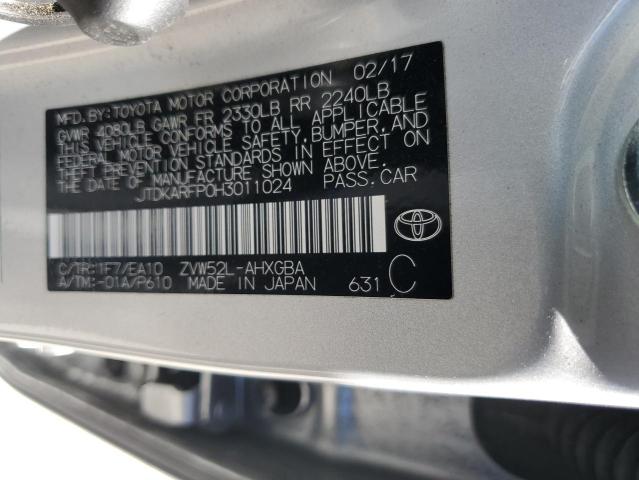 MFD. BY: TOYOTA MOTOR CORPORATION 02/17
GVWR 4080LB GAWR FR 2330LB RR 2240LB
THIS VEHICLE CONFORMS TO ALL APPLICABLE
FEDERAL MOTOR VEHICLE SAFETY, BUMPER, AND
THEFT PREVENTION STANDARDS IN EFFECT ON
THE DATE OF MANUFACTURE SHOWN ABOVE.
JTDKARFP0H3011024 PASS. CAR
C/TR: 1F7/EA10 ZVW52L-AHXGBA
A/TM: -01A/P610 MADE IN JAPAN 631 C